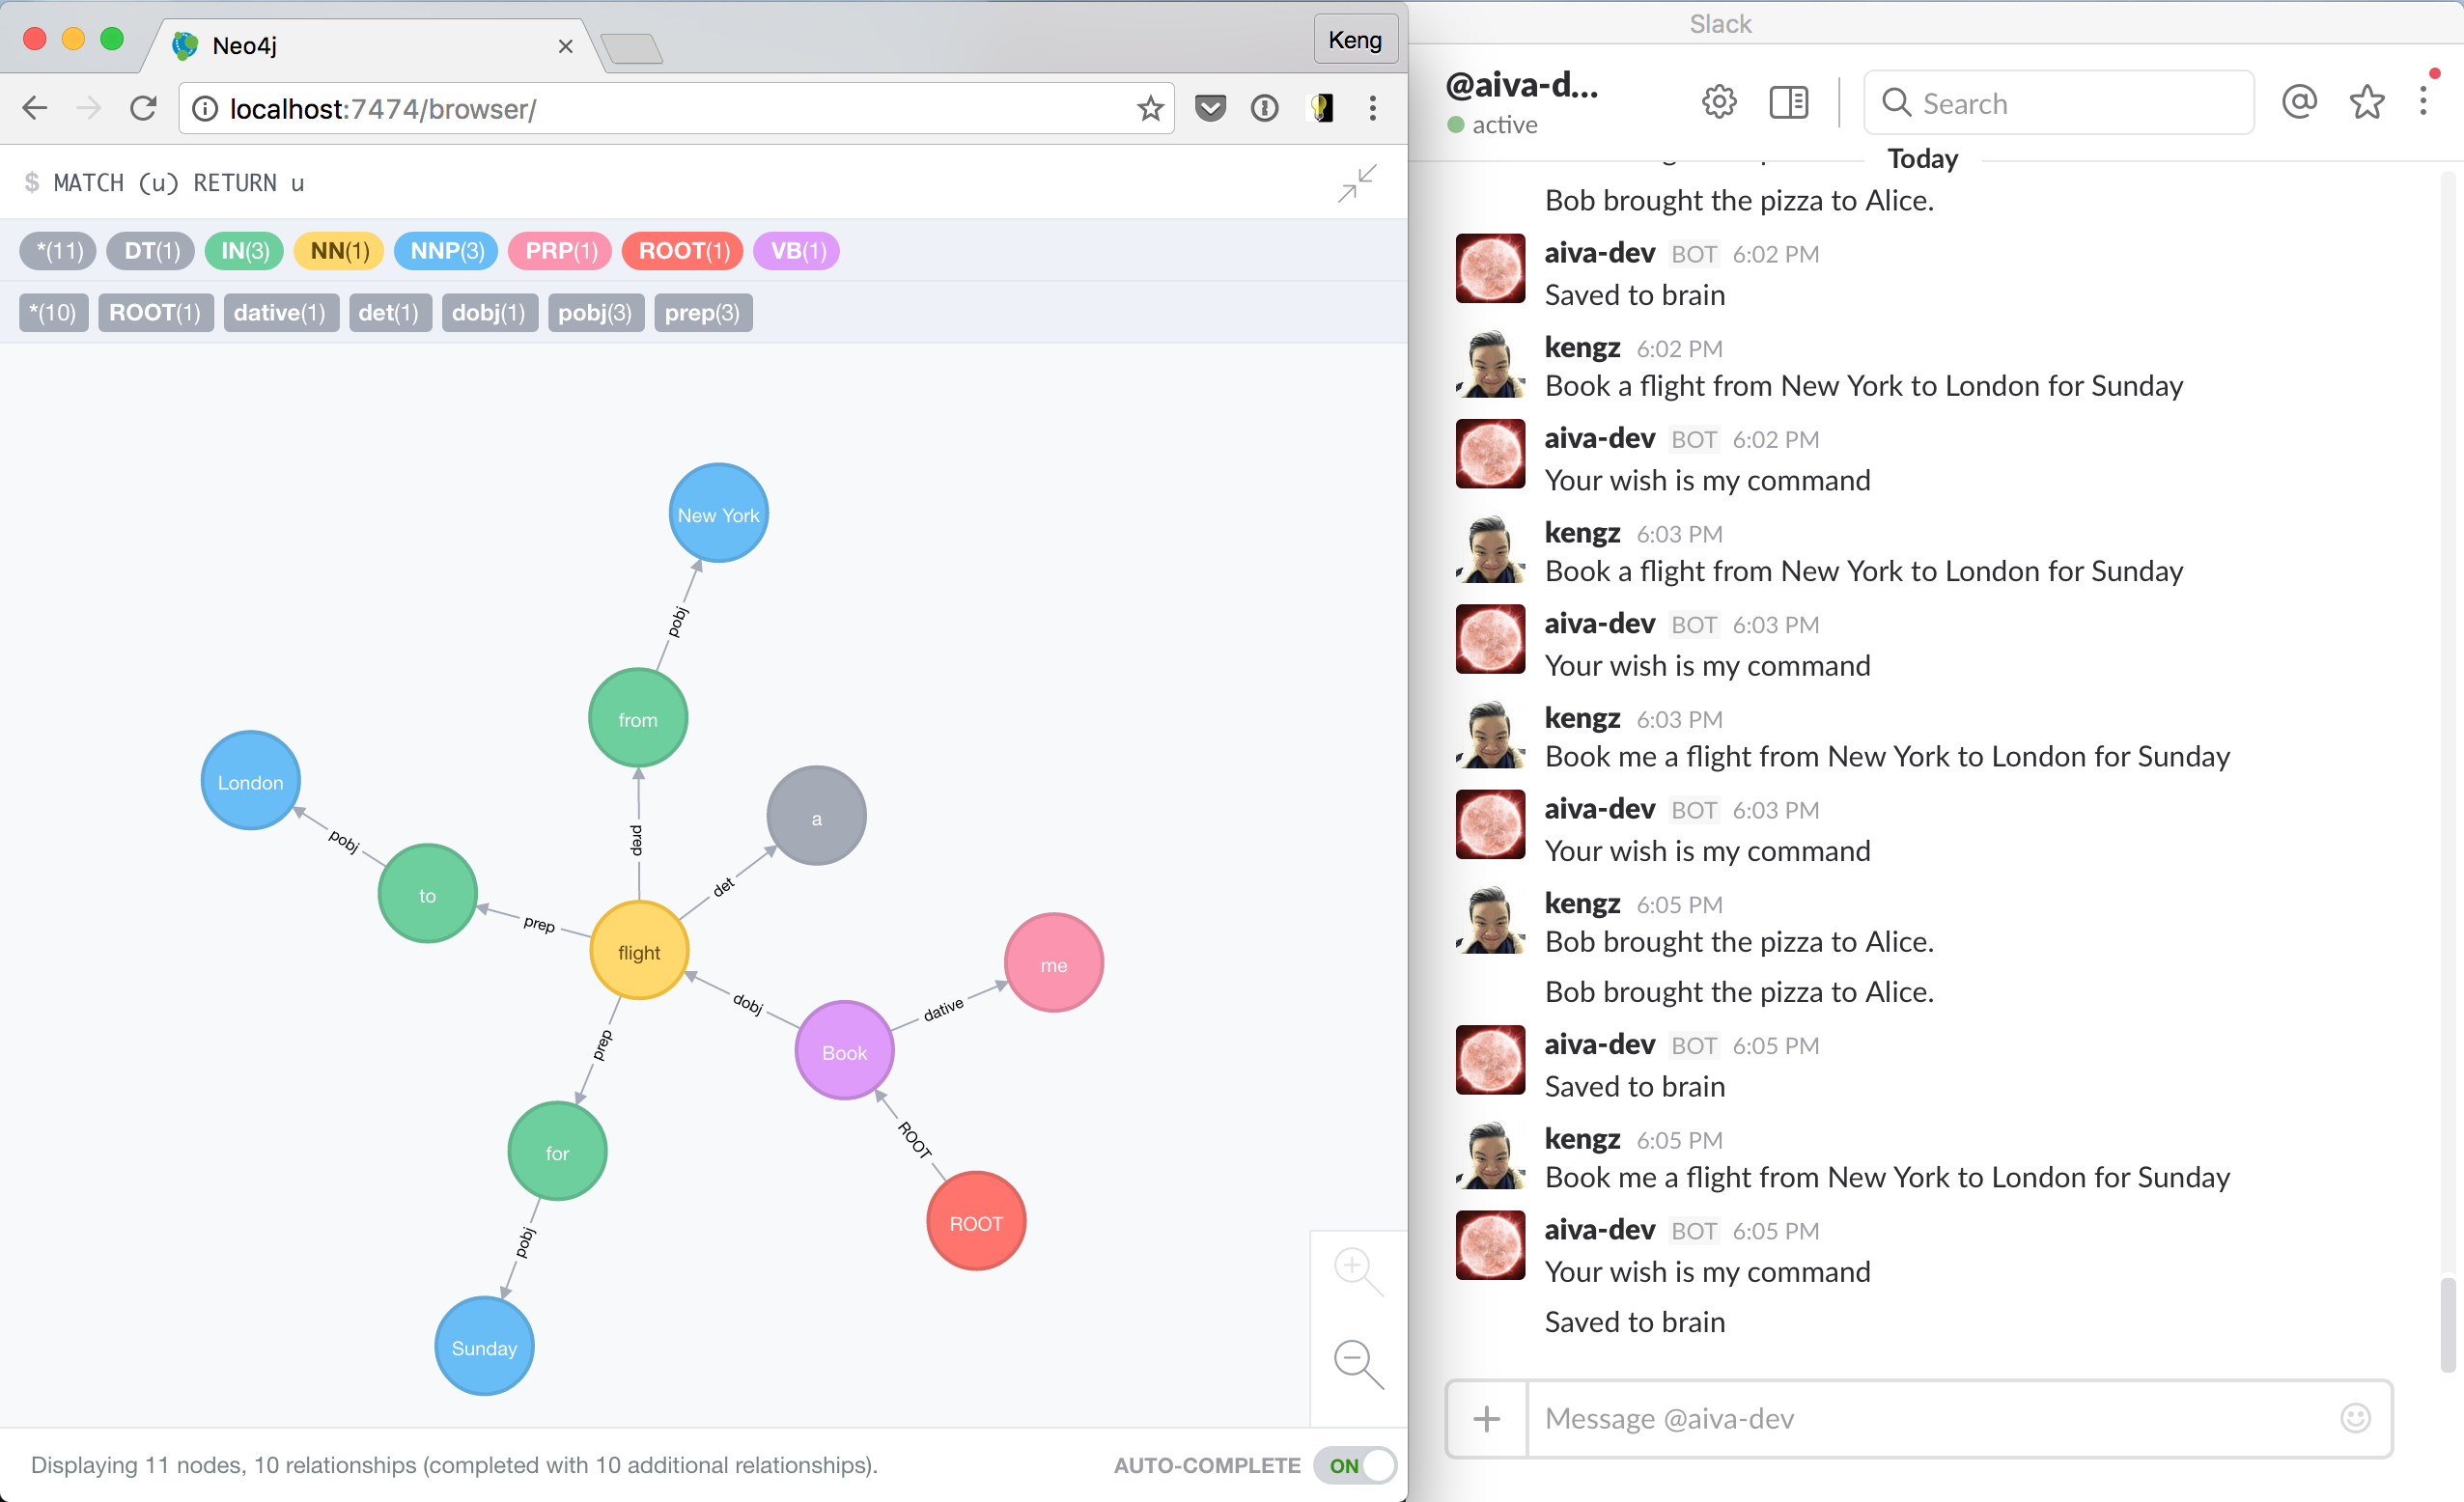 Neo4j
Keng
localhost:7474/browser/
$ MATCH (u) RETURN u
*(11) DT(1) IN(3) NN(1) NNP(3) PRP(1) ROOT(1) VB(1)
*(10) ROOT(1) dative(1) det(1) dobj(1) pobj(3) prep(3)
New York
pobj
from
London
prep
a
pobj
to
det
prep
flight
me
dobj
dative
prep
Book
ROOT
for
ROOT
pobj
Sunday
Displaying 11 nodes, 10 relationships (completed with 10 additional relationships).
AUTO-COMPLETE ON
Slack
@aiva-d...
active
Search
Today
Bob brought the pizza to Alice.
aiva-dev BOT 6:02 PM
Saved to brain
kengz 6:02 PM
Book a flight from New York to London for Sunday
aiva-dev BOT 6:02 PM
Your wish is my command
kengz 6:03 PM
Book a flight from New York to London for Sunday
aiva-dev BOT 6:03 PM
Your wish is my command
kengz 6:03 PM
Book me a flight from New York to London for Sunday
aiva-dev BOT 6:03 PM
Your wish is my command
kengz 6:05 PM
Bob brought the pizza to Alice.
Bob brought the pizza to Alice.
aiva-dev BOT 6:05 PM
Saved to brain
kengz 6:05 PM
Book me a flight from New York to London for Sunday
aiva-dev BOT 6:05 PM
Your wish is my command
Saved to brain
Message @aiva-dev